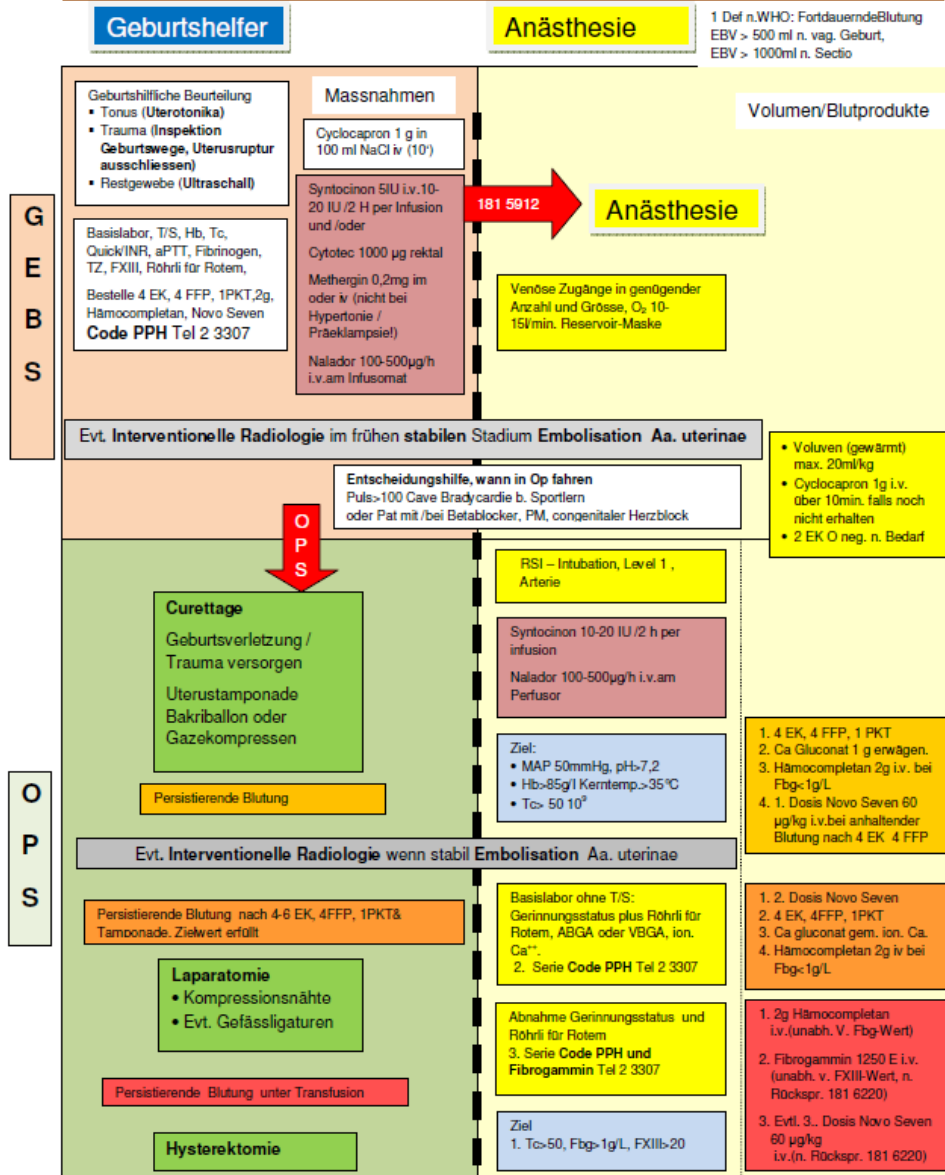 Geburtshelfer
Anästhesie
1 Def n.WHO: FortdauerndeBlutung
EBV > 500 ml n. vag. Geburt,
EBV > 1000ml n. Sectio
G
E
B
S
Geburtshilfliche Beurteilung
▪ Tonus (Uterotonika)
▪ Trauma (Inspektion
Geburtswege, Uterusruptur
ausschliessen)
▪ Restgewebe (Ultraschall)
Basislabor, T/S, Hb, Tc,
Quick/INR, aPTT, Fibrinogen,
TZ, FXIII, Röhrli für Rotem,
Bestelle 4 EK, 4 FFP, 1PKT,2g,
Hämocompletan, Novo Seven
Code PPH Tel 2 3307
Massnahmen
Cyclocapron 1 g in
100 ml NaCl iv (10')
Syntocinon 5IU i.v.10-
20 IU /2 H per Infusion
und /oder
Cytotec 1000 µg rektal
Methergin 0,2mg im
oder iv (nicht bei
Hypertonie /
Präeklampsie!)
Nalador 100-500µg/h
i.v.am Infusomat
181 5912
Anästhesie
Volumen/Blutprodukte
Venöse Zugänge in genügender
Anzahl und Grösse, O₂ 10-
15l/min. Reservoir-Maske
Evt. Interventionelle Radiologie im frühen stabilen Stadium Embolisation Aa. uterinae
Entscheidungshilfe, wann in Op fahren
Puls>100 Cave Bradycardie b. Sportlern
oder Pat mit /bei Betablocker, PM, congenitaler Herzblock
• Voluven (gewärmt)
max. 20ml/kg
• Cyclocapron 1g i.v.
über 10min. falls noch
nicht erhalten
• 2 EK O neg. n. Bedarf
O
P
S
O
P
S
Curettage
Geburtsverletzung /
Trauma versorgen
Uterustamponade
Bakriballon oder
Gazekompressen
Persistierende Blutung
RSI – Intubation, Level 1 ,
Arterie
Syntocinon 10-20 IU /2 h per
infusion
Nalador 100-500µg/h i.v.am
Perfusor
Ziel:
• MAP 50mmHg, pH>7,2
• Hb>85g/l Kerntemp.>35°C
• Tc> 50 10⁹
1. 4 EK, 4 FFP, 1 PKT
2. Ca Gluconat 1 g erwägen.
3. Hämocompletan 2g i.v. bei
Fbg<1g/L
4. 1. Dosis Novo Seven 60
µg/kg i.v.bei anhaltender
Blutung nach 4 EK 4 FFP
Evt. Interventionelle Radiologie wenn stabil Embolisation Aa. uterinae
Persistierende Blutung nach 4-6 EK, 4FFP, 1PKT&
Tamponade. Zielwert erfüllt
Basislabor ohne T/S:
Gerinnungsstatus plus Röhrli für
Rotem, ABGA oder VBGA, ion.
Ca⁺⁺.
2. Serie Code PPH Tel 2 3307
1. 2. Dosis Novo Seven
2. 4 EK, 4FFP, 1PKT
3. Ca gluconat gem. ion. Ca.
4. Hämocompletan 2g iv bei
Fbg<1g/L
Laparatomie
• Kompressionsnähte
• Evt. Gefässligaturen
Abnahme Gerinnungsstatus und
Röhrli für Rotem
3. Serie Code PPH und
Fibrogammin Tel 2 3307
1. 2g Hämocompletan
i.v.(unabh. V. Fbg-Wert)
2. Fibrogammin 1250 E i.v.
(unabh. v. FXIII-Wert, n.
Rückspr. 181 6220)
3. Evtl. 3.. Dosis Novo Seven
60 µg/kg
i.v.(n. Rückspr. 181 6220)
Persistierende Blutung unter Transfusion
Hysterektomie
Ziel
1. Tc>50, Fbg>1g/L, FXIII>20